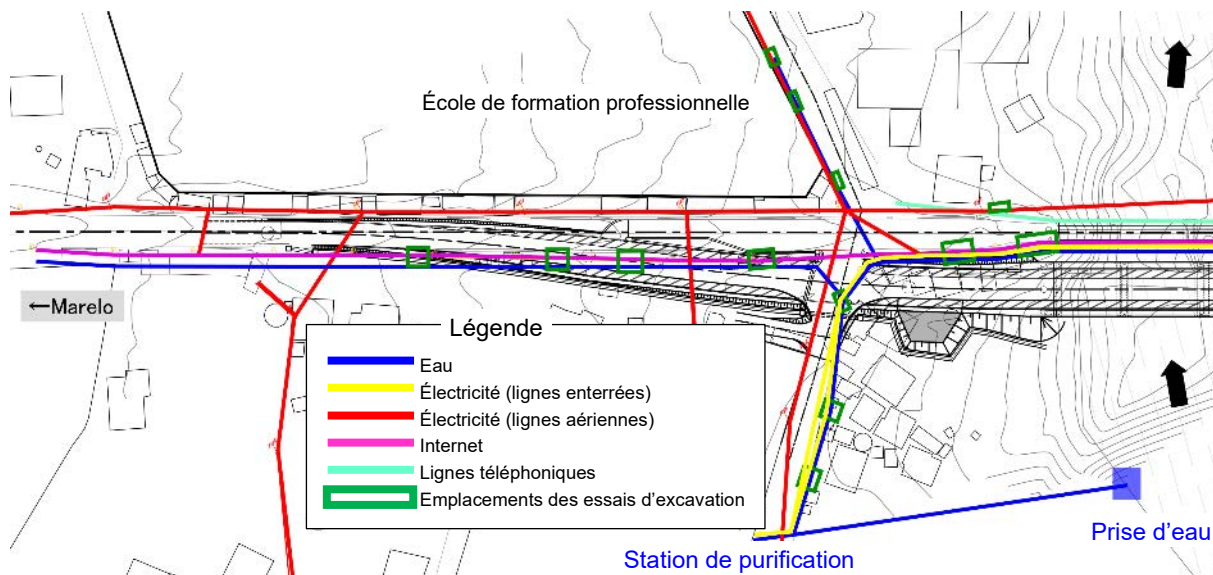 École de formation professionnelle
←Marelo
Légende
Eau
Électricité (lignes enterrées)
Électricité (lignes aériennes)
Internet
Lignes téléphoniques
Emplacements des essais d’excavation
Prise d’eau
Station de purification